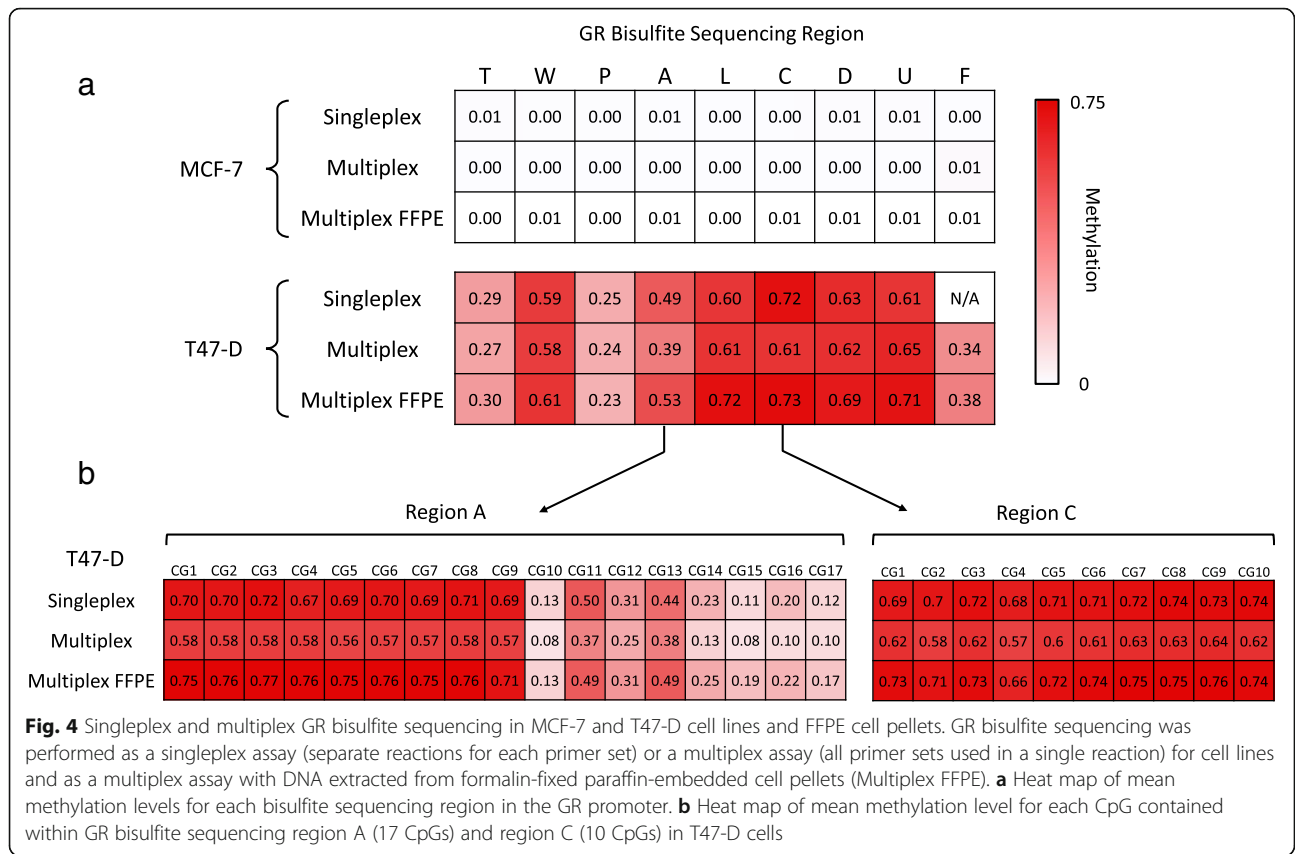 GR Bisulfite Sequencing Region
a
T W P A L C D U F
MCF-7
Singleplex 0.01 0.00 0.00 0.01 0.00 0.00 0.01 0.01 0.00
Multiplex 0.00 0.00 0.00 0.00 0.00 0.00 0.00 0.00 0.01
Multiplex FFPE 0.00 0.01 0.00 0.01 0.00 0.01 0.01 0.01 0.01
T47-D
Singleplex 0.29 0.59 0.25 0.49 0.60 0.72 0.63 0.61 N/A
Multiplex 0.27 0.58 0.24 0.39 0.61 0.61 0.62 0.65 0.34
Multiplex FFPE 0.30 0.61 0.23 0.53 0.72 0.73 0.69 0.71 0.38
0.75
Methylation
0
b
Region A
Region C
T47-D
CG1 CG2 CG3 CG4 CG5 CG6 CG7 CG8 CG9 CG10 CG11 CG12 CG13 CG14 CG15 CG16 CG17 CG1 CG2 CG3 CG4 CG5 CG6 CG7 CG8 CG9 CG10
Singleplex 0.70 0.70 0.72 0.67 0.69 0.70 0.69 0.71 0.69 0.13 0.50 0.31 0.44 0.23 0.11 0.20 0.12 0.69 0.7 0.72 0.68 0.71 0.71 0.72 0.74 0.73 0.74
Multiplex 0.58 0.58 0.58 0.58 0.56 0.57 0.57 0.58 0.57 0.08 0.37 0.25 0.38 0.13 0.08 0.10 0.10 0.62 0.58 0.62 0.57 0.6 0.61 0.63 0.63 0.64 0.62
Multiplex FFPE 0.75 0.76 0.77 0.76 0.75 0.76 0.75 0.76 0.71 0.13 0.49 0.31 0.49 0.25 0.19 0.22 0.17 0.73 0.71 0.73 0.66 0.72 0.74 0.75 0.75 0.76 0.74
Fig. 4 Singleplex and multiplex GR bisulfite sequencing in MCF-7 and T47-D cell lines and FFPE cell pellets. GR bisulfite sequencing was
performed as a singleplex assay (separate reactions for each primer set) or a multiplex assay (all primer sets used in a single reaction) for cell lines
and as a multiplex assay with DNA extracted from formalin-fixed paraffin-embedded cell pellets (Multiplex FFPE). a Heat map of mean
methylation levels for each bisulfite sequencing region in the GR promoter. b Heat map of mean methylation level for each CpG contained
within GR bisulfite sequencing region A (17 CpGs) and region C (10 CpGs) in T47-D cells